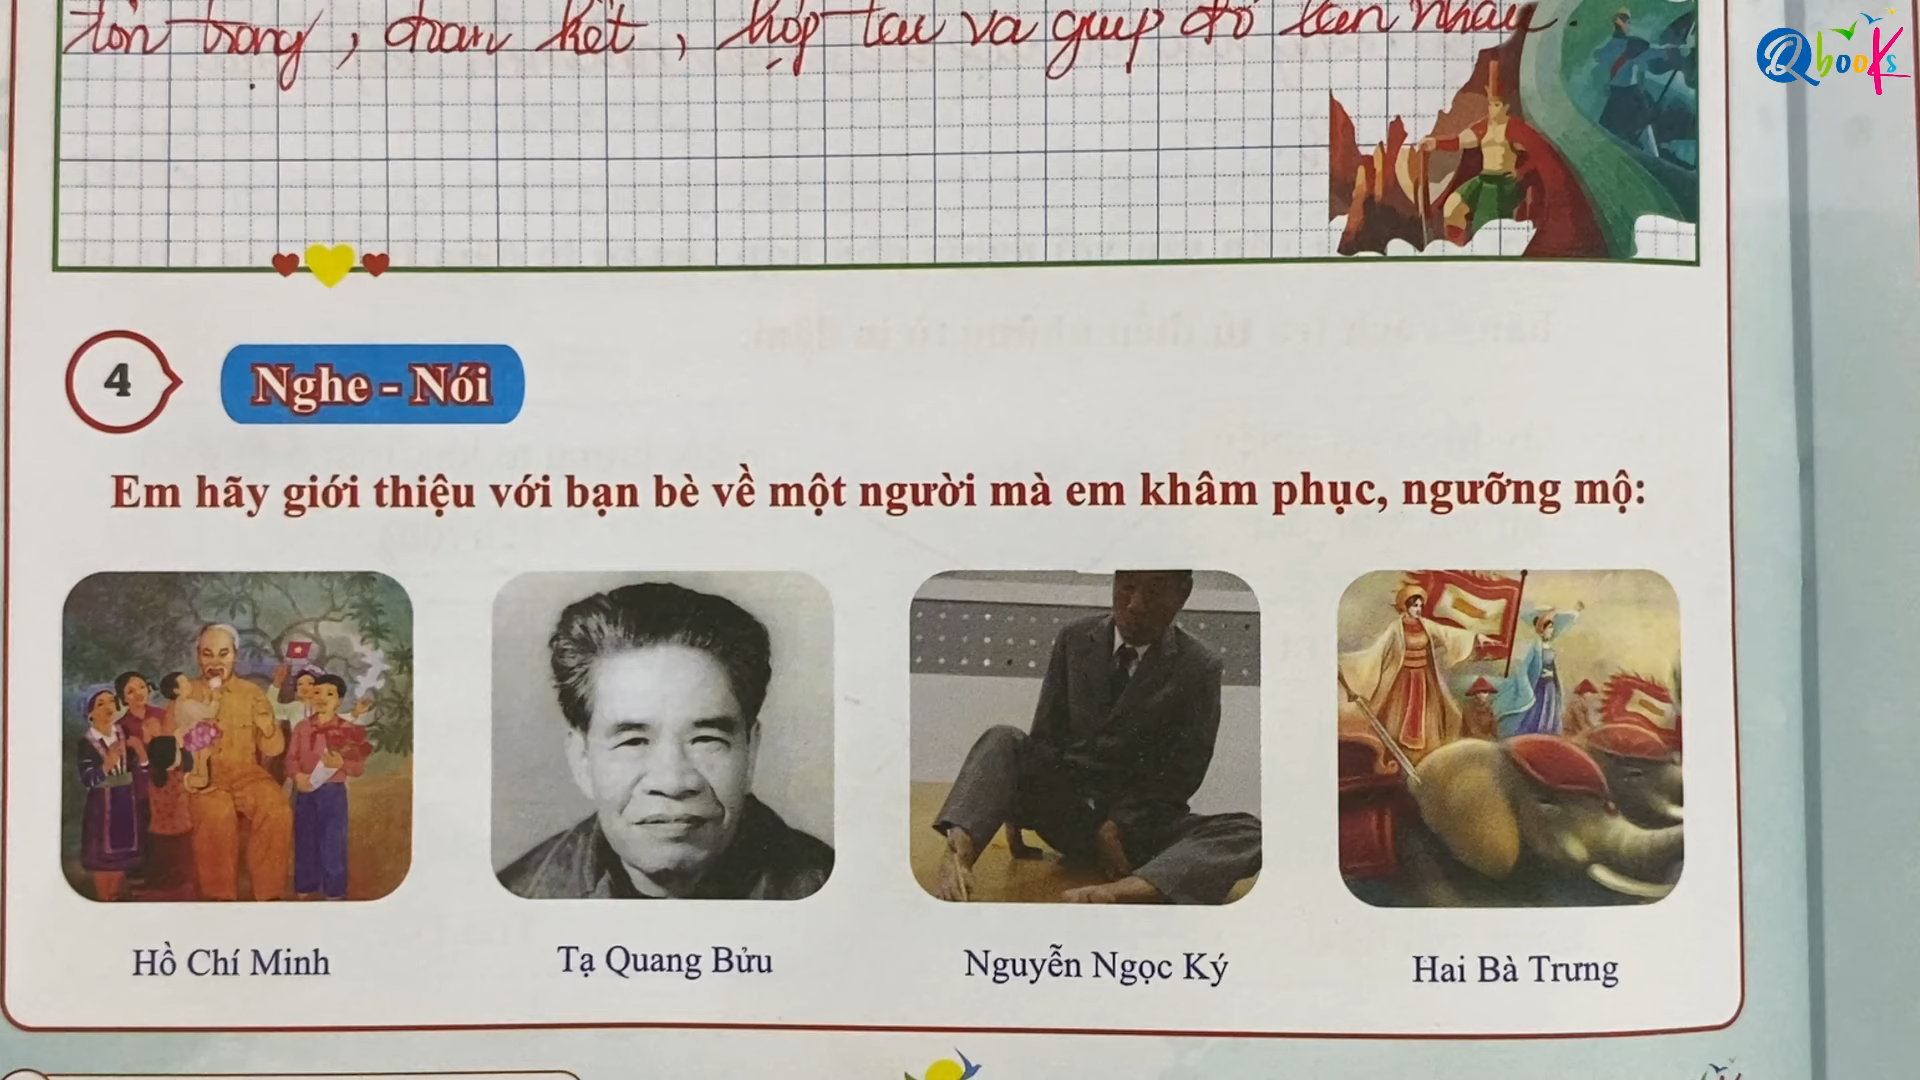 tôn trọng, đoàn kết, hợp tác và giúp đỡ lẫn nhau.
Qbooks
4
Nghe - Nói
Em hãy giới thiệu với bạn bè về một người mà em khâm phục, ngưỡng mộ:
Hồ Chí Minh
Tạ Quang Bửu
Nguyễn Ngọc Ký
Hai Bà Trưng